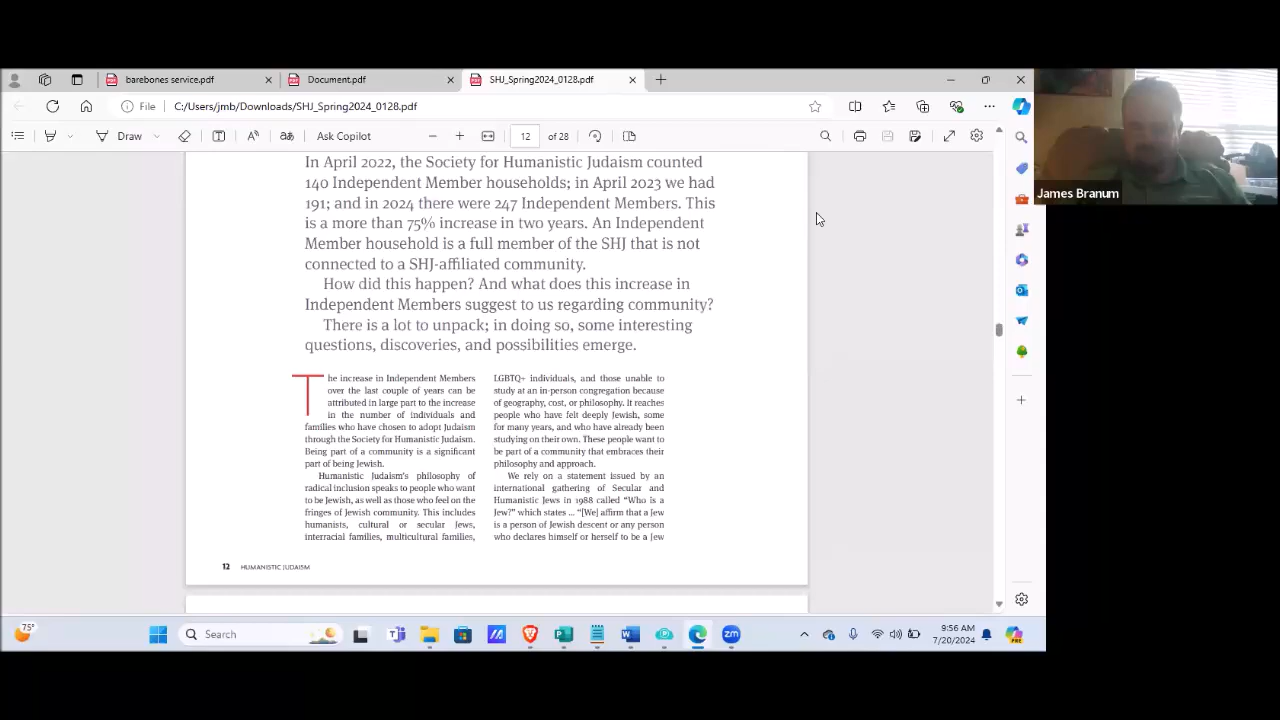 barebones service.pdf
Document.pdf
SHJ_Spring2024_0128.pdf
File
C:/Users/jmb/Downloads/SHJ_Spring2024_0128.pdf
Draw
Ask Copilot
12 of 28
James Branum
In April 2022, the Society for Humanistic Judaism counted
140 Independent Member households; in April 2023 we had
191; and in 2024 there were 247 Independent Members. This
is a more than 75% increase in two years. An Independent
Member household is a full member of the SHJ that is not
connected to a SHJ-affiliated community.
How did this happen? And what does this increase in
Independent Members suggest to us regarding community?
There is a lot to unpack; in doing so, some interesting
questions, discoveries, and possibilities emerge.
The increase in Independent Members
over the last couple of years can be
attributed in large part to the increase
in the number of individuals and
families who have chosen to adopt Judaism
through the Society for Humanistic Judaism.
Being part of a community is a significant
part of being Jewish.
Humanistic Judaism's philosophy of
radical inclusion speaks to people who want
to be Jewish, as well as those who feel on the
fringes of Jewish community. This includes
humanists, cultural or secular Jews,
interracial families, multicultural families,
LGBTQ+ individuals, and those unable to
study at an in-person congregation because
of geography, cost, or philosophy. It reaches
people who have felt deeply Jewish, some
for many years, and who have already been
studying on their own. These people want to
be part of a community that embraces their
philosophy and approach.
We rely on a statement issued by an
international gathering of Secular and
Humanistic Jews in 1988 called "Who is a
Jew?" which states ... "[We] affirm that a Jew
is a person of Jewish descent or any person
who declares himself or herself to be a Jew
12 HUMANISTIC JUDAISM
75°
Search
zm
9:56 AM
7/20/2024